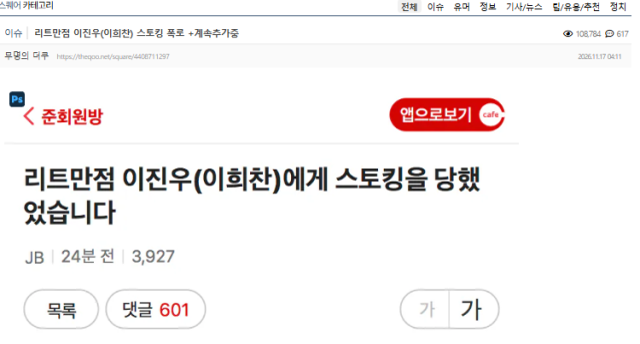 스퀘어 카테고리 전체 이슈 유머 정보 기사/뉴스 팁/유용/추천 정치
이슈 리트만점 이진우(이희찬) 스토킹 폭로 +계속추가중 108,784 617
무명의 더쿠 https://theqoo.net/square/4408711297 2026.11.17 04:11
Ps
준회원방 앱으로보기 cafe
리트만점 이진우(이희찬)에게 스토킹을 당했
었습니다
JB 24분 전 3,927
목록 댓글 601 가 가